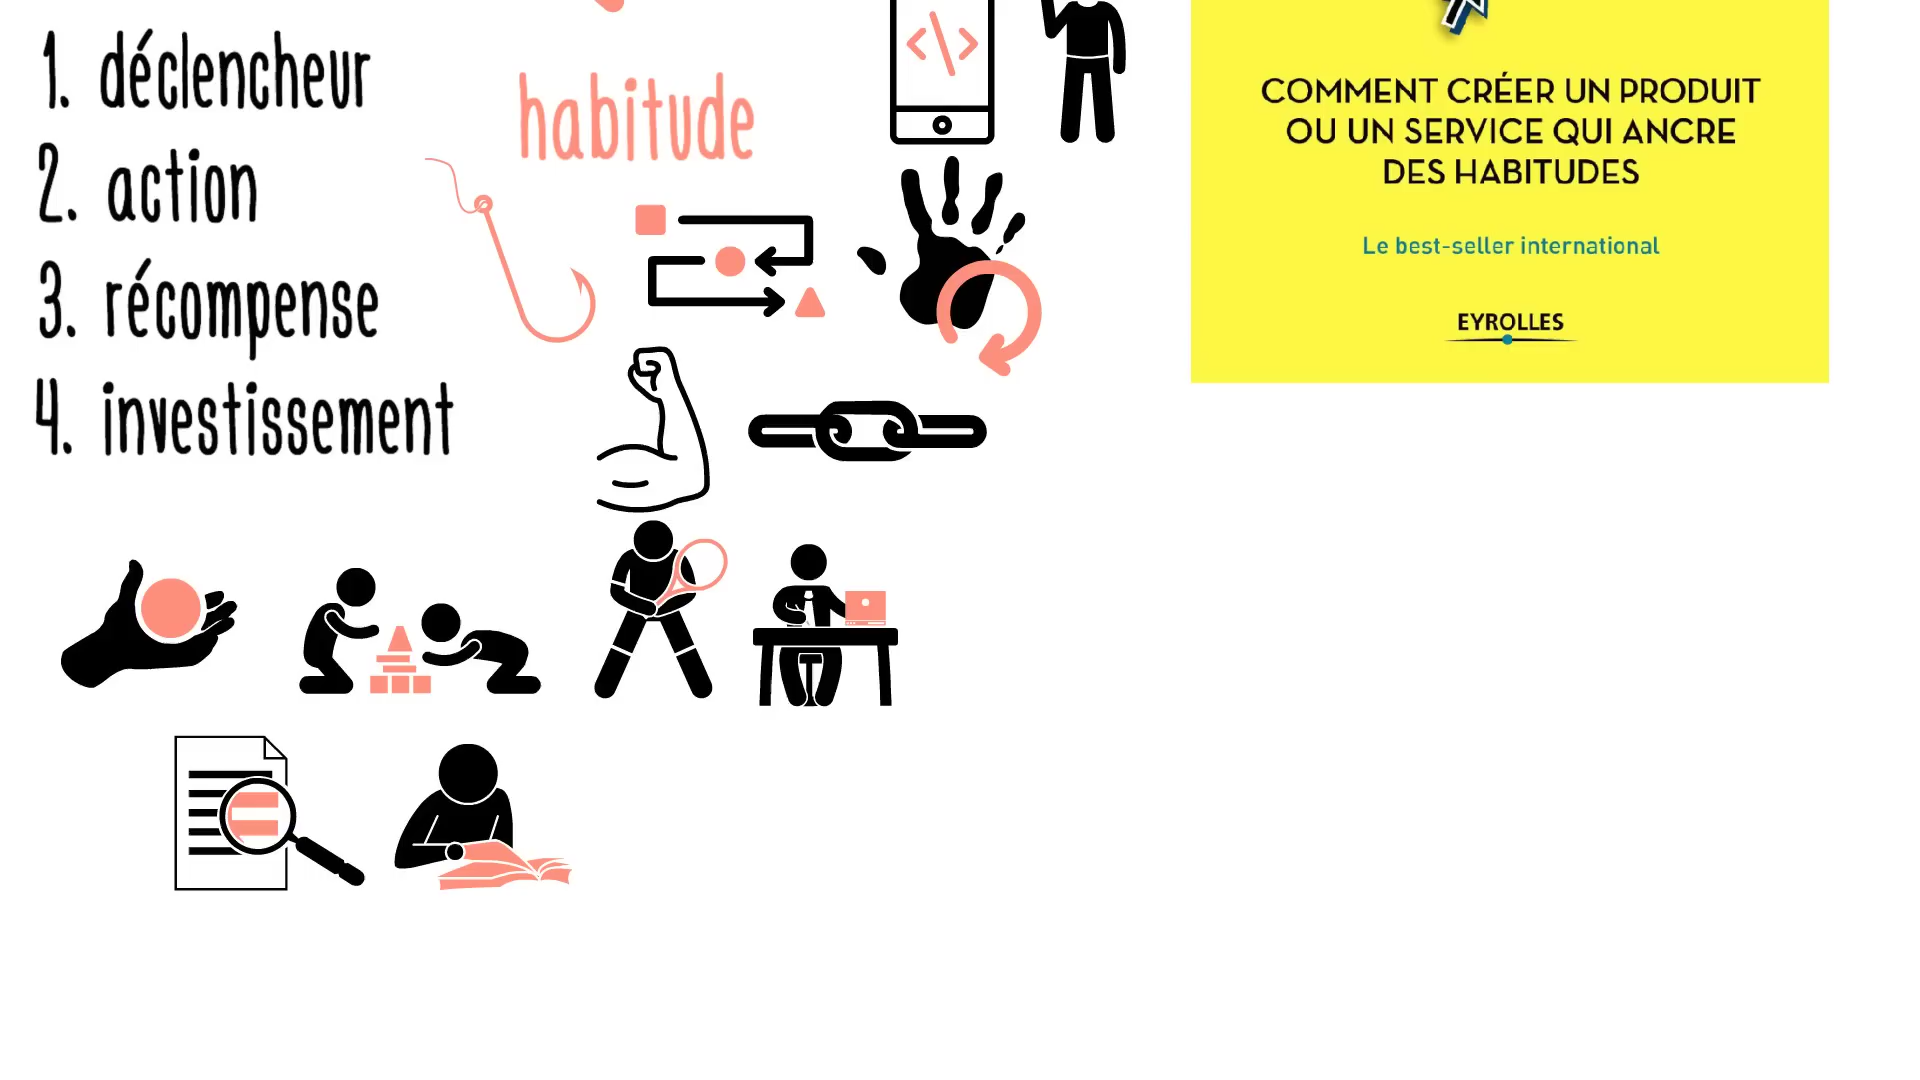 1. déclencheur
2. action
3. récompense
4. investissement
habitude
</>
COMMENT CRÉER UN PRODUIT
OU UN SERVICE QUI ANCRE
DES HABITUDES
Le best-seller international
EYROLLES